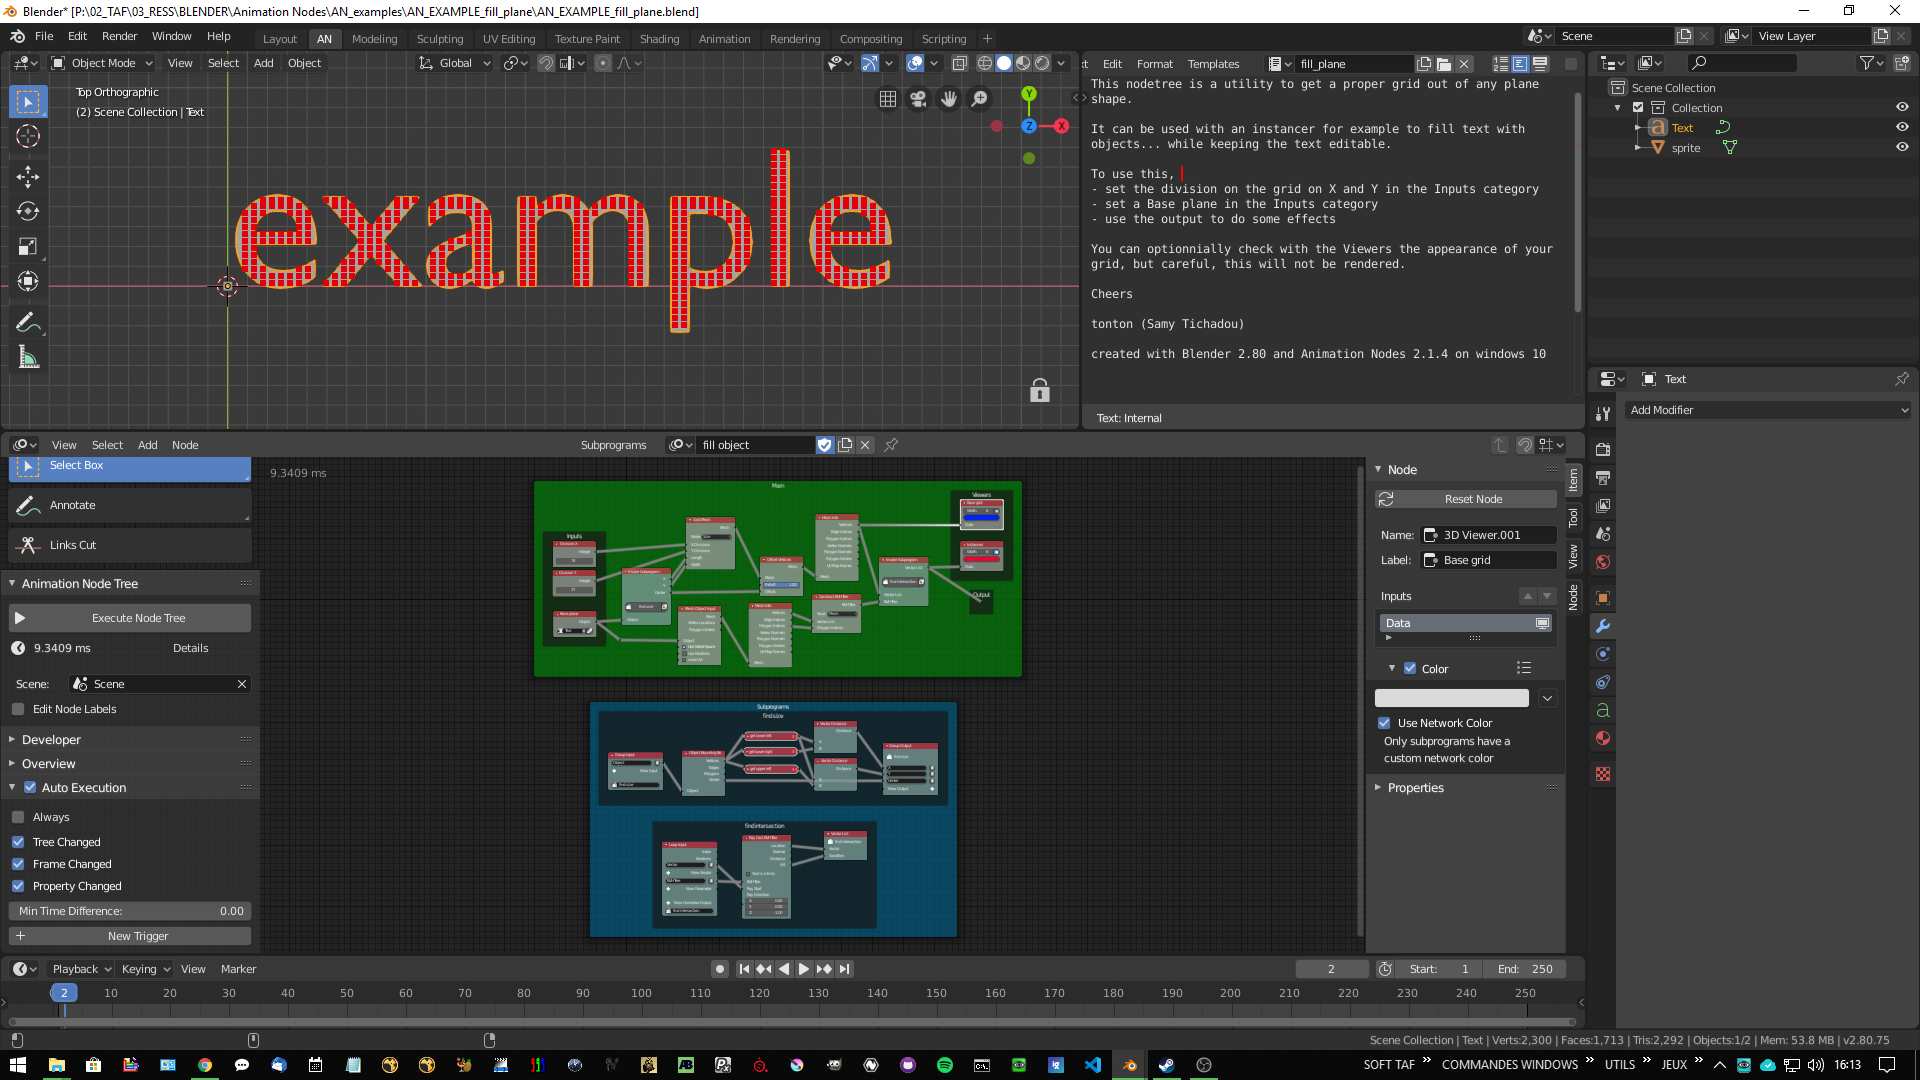 Blender* [P:\02_TAF\03_RESS\BLENDER\Animation Nodes\AN_examples\AN_EXAMPLE_fill_plane\AN_EXAMPLE_fill_plane.blend]
File Edit Render Window Help
Layout AN Modeling Sculpting UV Editing Texture Paint Shading Animation Rendering Compositing Scripting
Scene
View Layer
Object Mode View Select Add Object
Global
Top Orthographic
(2) Scene Collection | Text
example
Y
Z
X
Edit Format Templates
fill_plane
This nodetree is a utility to get a proper grid out of any plane
shape.
It can be used with an instancer for example to fill text with
objects... while keeping the text editable.
To use this,
- set the division on the grid on X and Y in the Inputs category
- set a Base plane in the Inputs category
- use the output to do some effects
You can optionnially check with the Viewers the appearance of your
grid, but careful, this will not be rendered.
Cheers
tonton (Samy Tichadou)
created with Blender 2.80 and Animation Nodes 2.1.4 on windows 10
Text: Internal
Scene Collection
Collection
Text
sprite
Text
Add Modifier
View Select Add Node
Subprograms
fill object
Select Box
Annotate
Links Cut
Animation Node Tree
Execute Node Tree
9.3409 ms
Details
Scene:
Scene
Edit Node Labels
Developer
Overview
Auto Execution
Always
Tree Changed
Frame Changed
Property Changed
Min Time Difference: 0.00
New Trigger
9.3409 ms
Main
Inputs
Viewers
Output
Subprograms
find size
find intersection
Node
Reset Node
Name: 3D Viewer.001
Label: Base grid
Inputs
Data
Color
Use Network Color
Only subprograms have a
custom network color
Properties
Item
Tool
View
Node
Playback Keying View Marker
2
Start: 1
End: 250
2 10 20 30 40 50 60 70 80 90 100 110 120 130 140 150 160 170 180 190 200 210 220 230 240 250
Scene Collection | Text | Verts:2,300 | Faces:1,713 | Tris:2,292 | Objects:1/2 | Mem: 53.8 MB | v2.80.75
SOFT TAF
COMMANDES WINDOWS
UTILS
JEUX
16:13